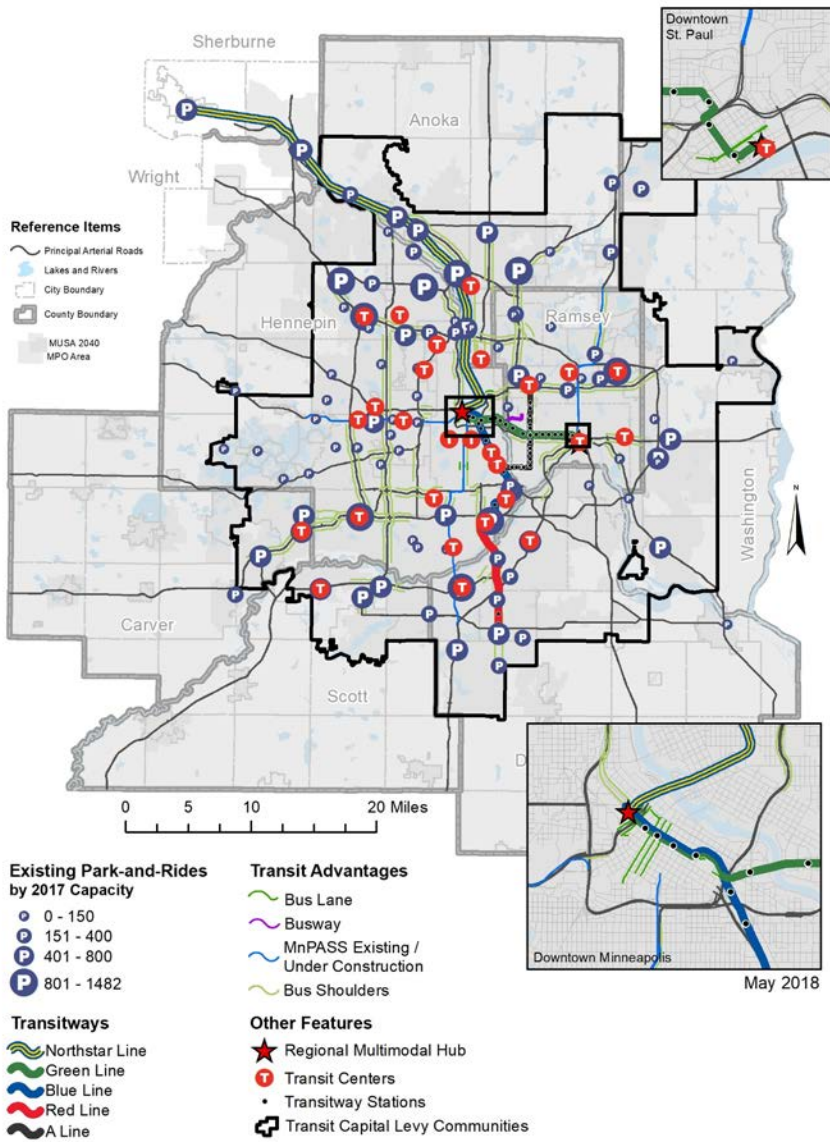 Sherburne
Anoka
Wright
Downtown
St. Paul
T
Reference Items
Principal Arterial Roads
Lakes and Rivers
City Boundary
County Boundary
MUSA 2040
MPO Area
Hennepin
Ramsey
Washington
N
Carver
Scott
D
0 5 10 20 Miles
Existing Park-and-Rides
by 2017 Capacity
P 0 - 150
P 151 - 400
P 401 - 800
P 801 - 1482
Transitways
Northstar Line
Green Line
Blue Line
Red Line
A Line
Transit Advantages
Bus Lane
Busway
MnPASS Existing /
Under Construction
Bus Shoulders
Other Features
Regional Multimodal Hub
T Transit Centers
Transitway Stations
Transit Capital Levy Communities
Downtown Minneapolis
May 2018